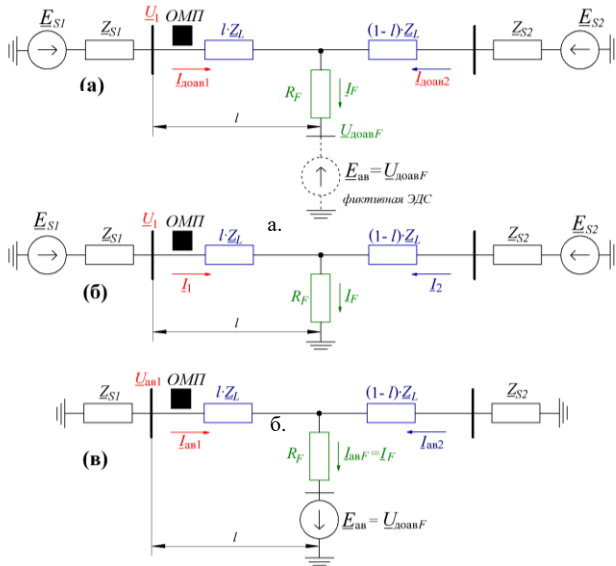 E_S1 Z_S1 U_1 ОМП l·Z_L (1- l)·Z_L Z_S2 E_S2
(а) I_доав1 R_F I_F I_доав2
l U_доавF
E_ав = U_доавF
фиктивная ЭДС
а.
E_S1 Z_S1 U_1 ОМП l·Z_L (1- l)·Z_L Z_S2 E_S2
(б) I_1 R_F I_F I_2
l
Z_S1 U_ав1 ОМП l·Z_L (1- l)·Z_L Z_S2
б.
(в) I_ав1 R_F I_авF=I_F I_ав2
E_ав = U_доавF
l